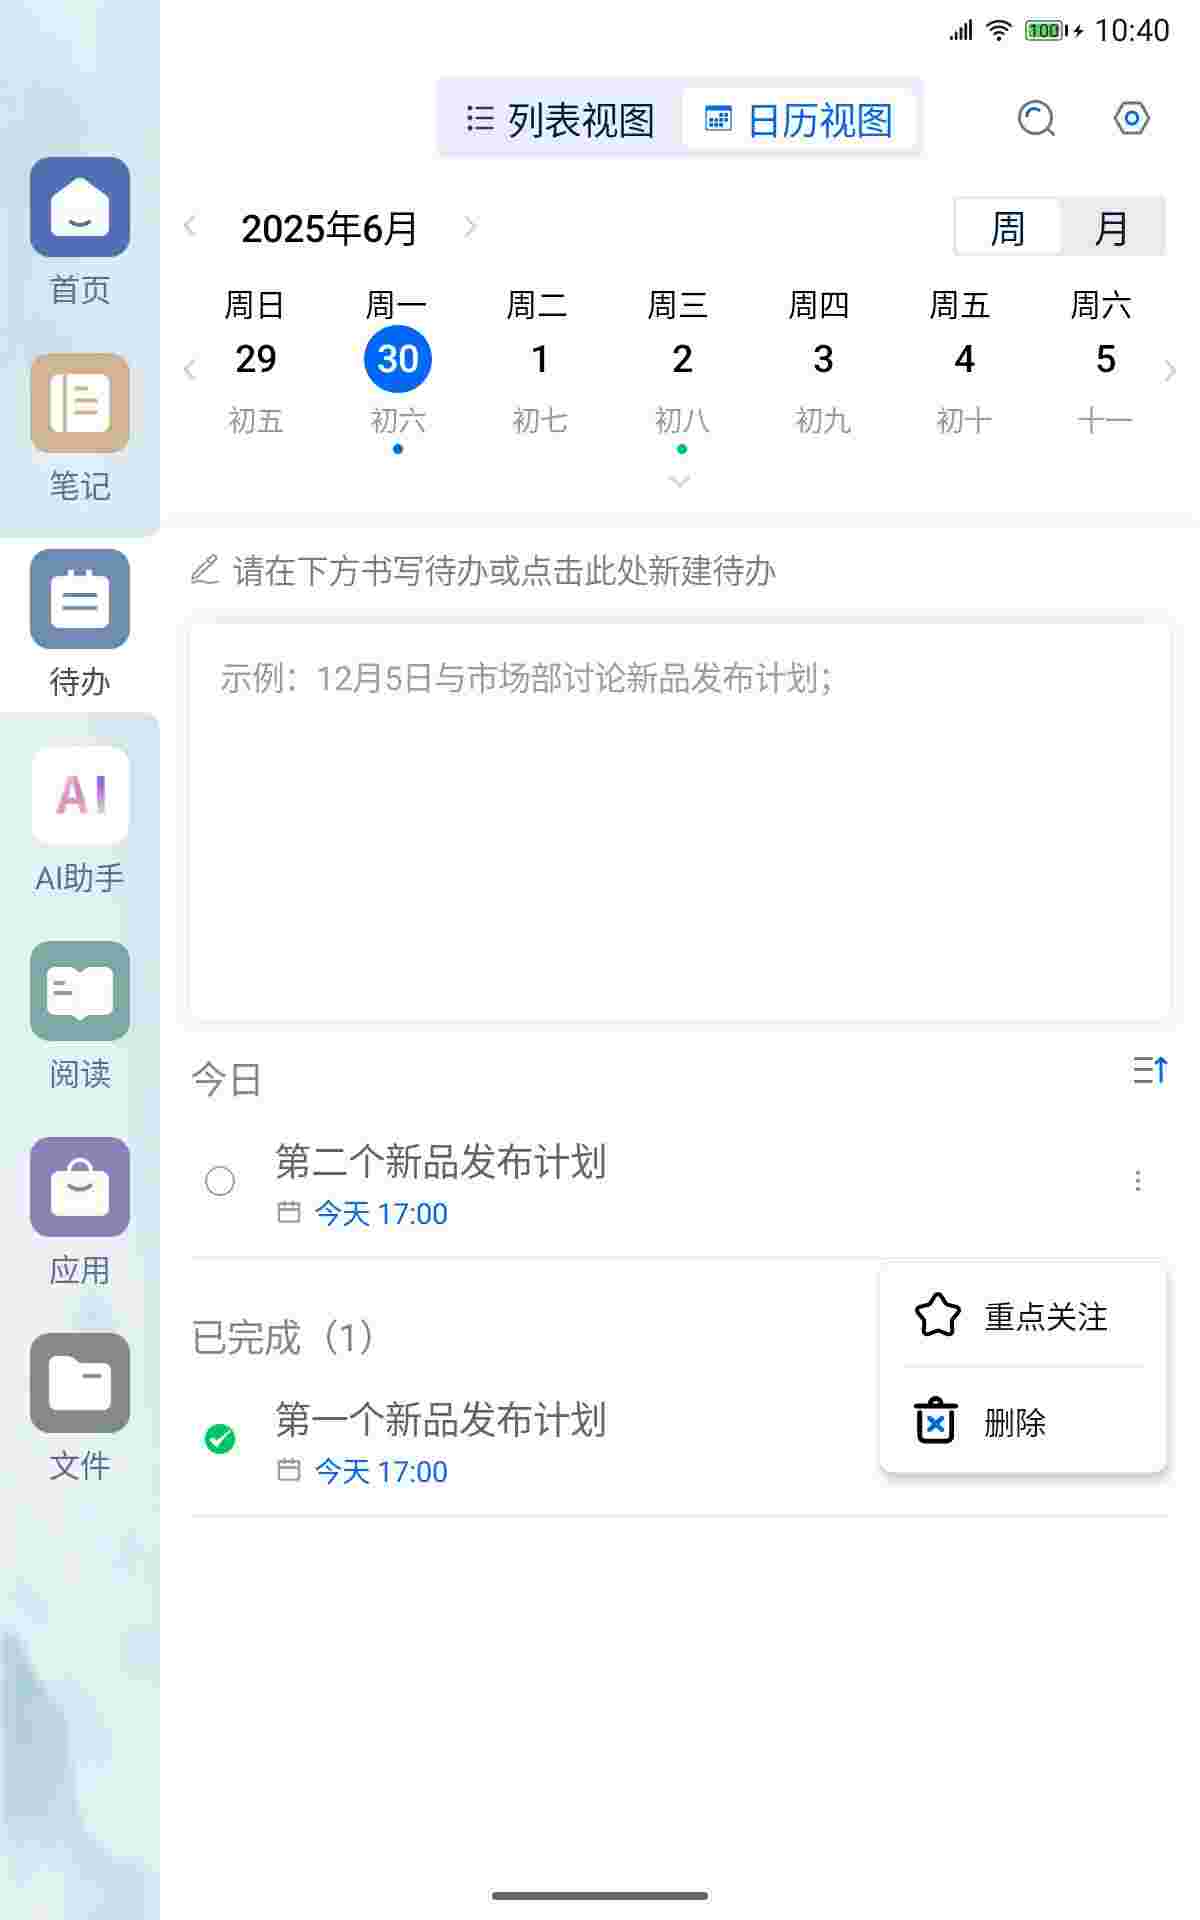 100 10:40
列表视图 日历视图
2025年6月 周 月
周日 周一 周二 周三 周四 周五 周六
29 30 1 2 3 4 5
初五 初六 初七 初八 初九 初十 十一
请在下方书写待办或点击此处新建待办
示例：12月5日与市场部讨论新品发布计划；
今日
第二个新品发布计划
今天 17:00
已完成（1）
第一个新品发布计划
今天 17:00
重点关注
删除
首页
笔记
待办
AI
AI助手
阅读
应用
文件